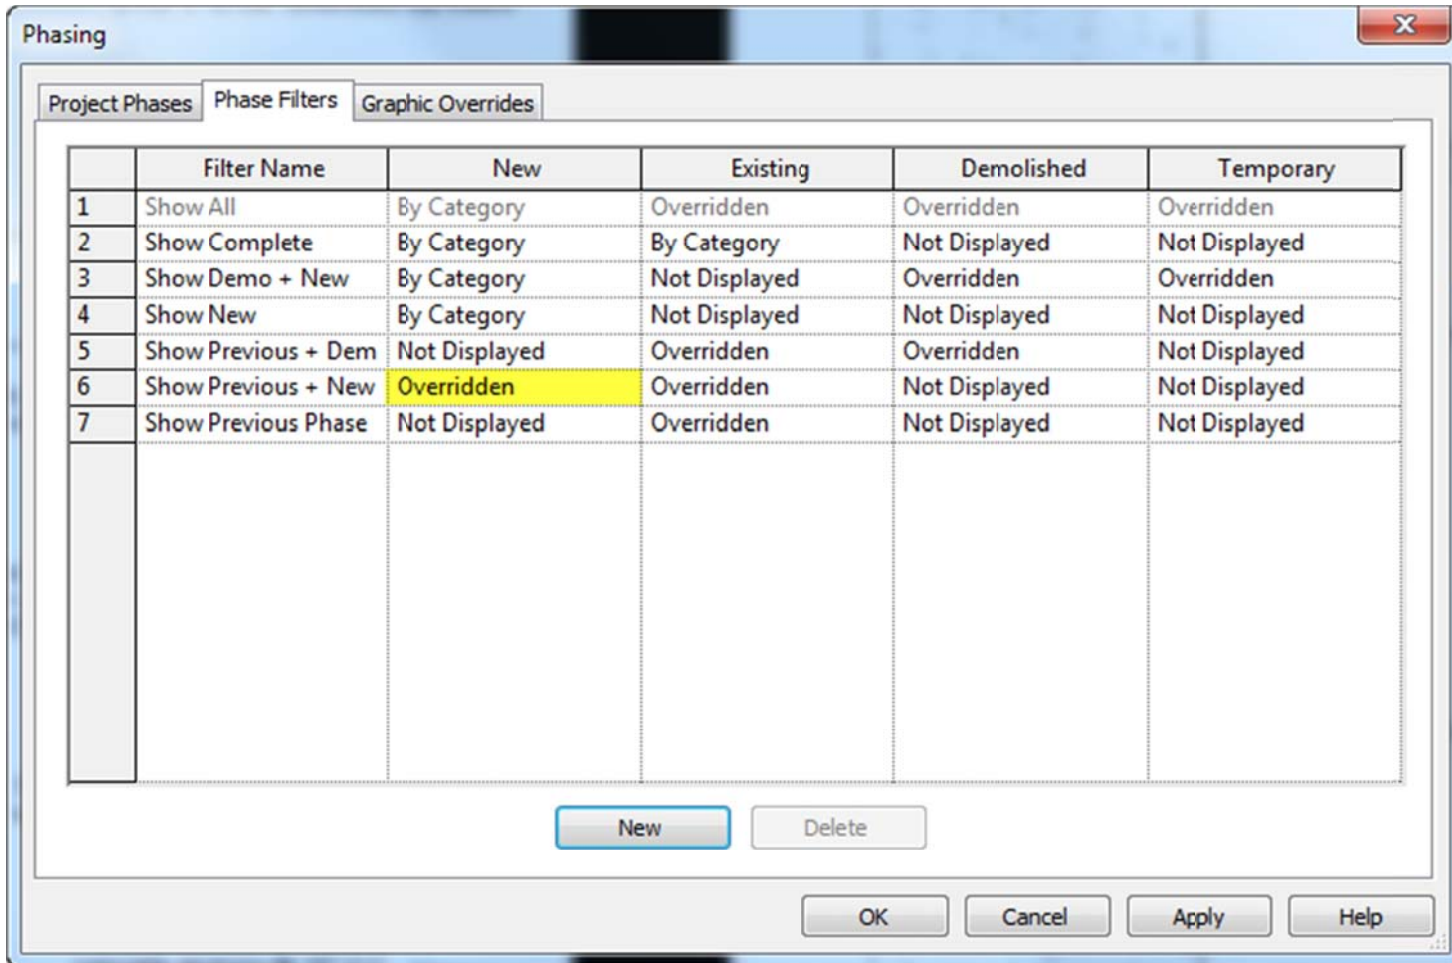 Phasing
Project Phases Phase Filters Graphic Overrides
Filter Name New Existing Demolished Temporary
1 Show All By Category Overridden Overridden Overridden
2 Show Complete By Category By Category Not Displayed Not Displayed
3 Show Demo + New By Category Not Displayed Overridden Overridden
4 Show New By Category Not Displayed Not Displayed Not Displayed
5 Show Previous + Dem Not Displayed Overridden Overridden Not Displayed
6 Show Previous + New Overridden Overridden Not Displayed Not Displayed
7 Show Previous Phase Not Displayed Overridden Not Displayed Not Displayed
New Delete
OK Cancel Apply Help